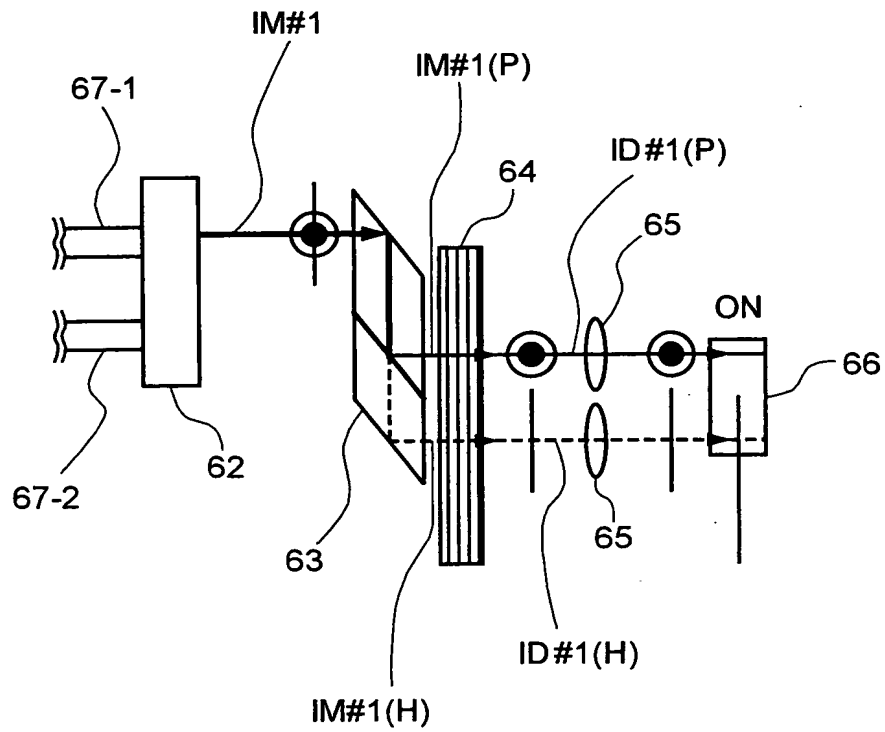 IM#1
IM#1(P)
67-1
ID#1(P)
64
65
ON
66
62
67-2
63
65
ID#1(H)
IM#1(H)